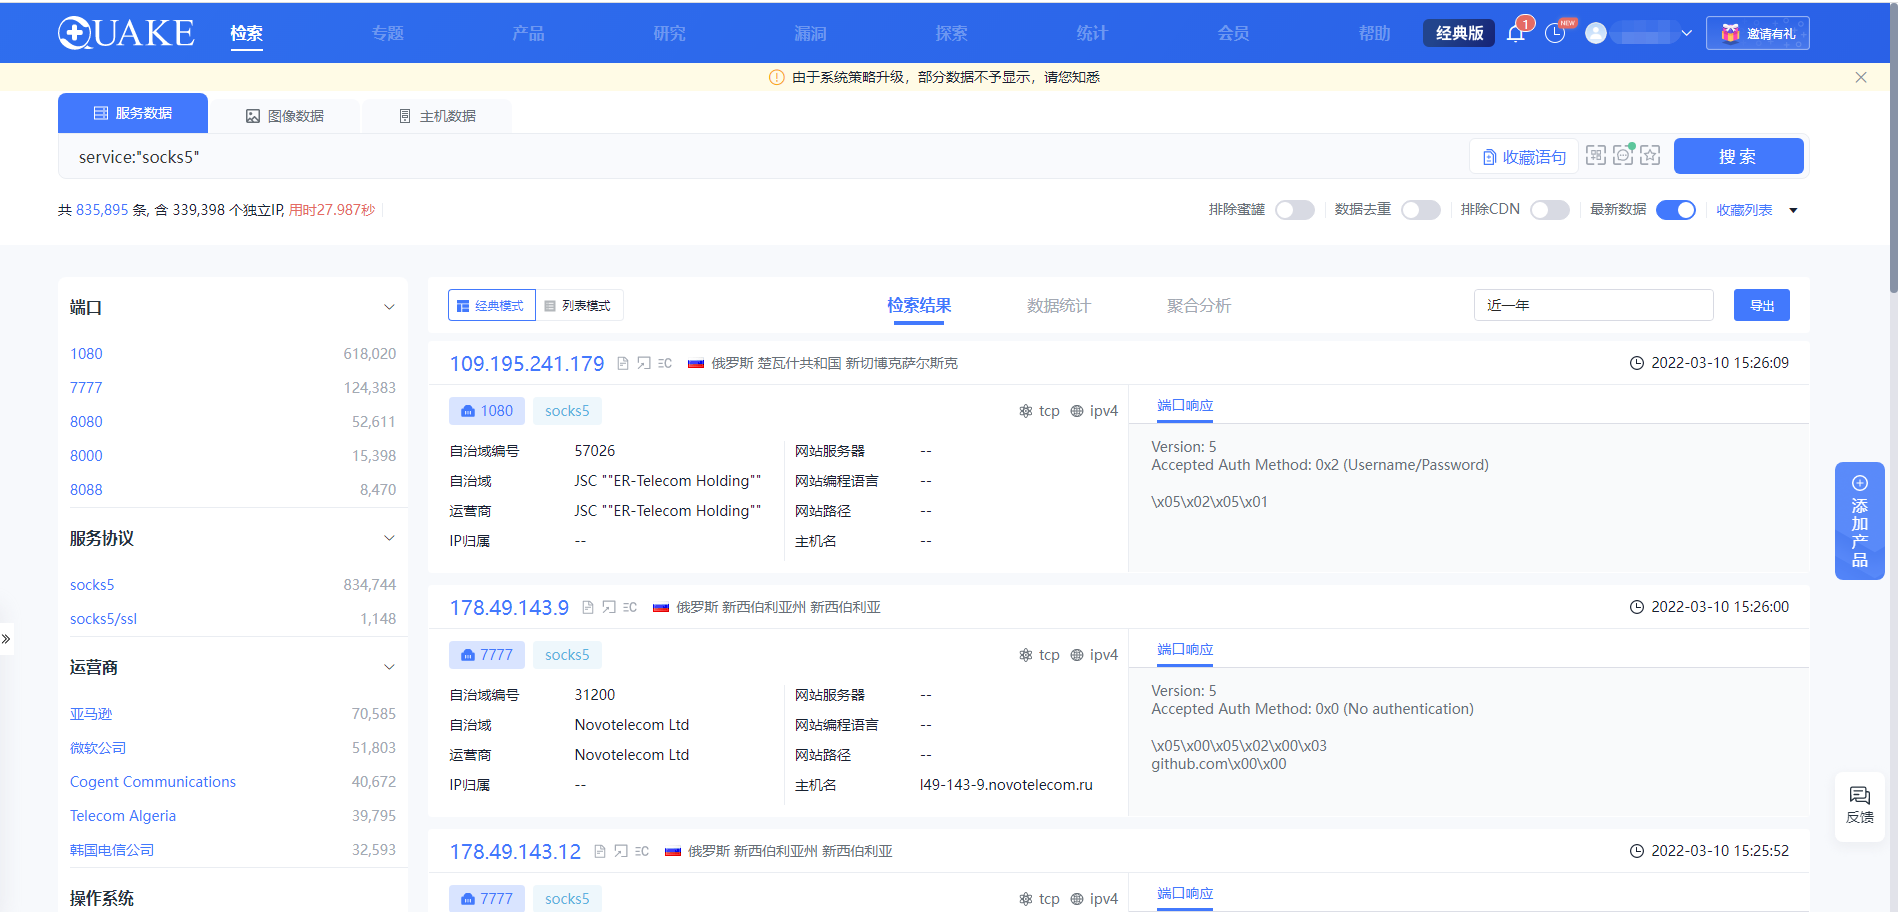 QUAKE 检索 专题 产品 研究 漏洞 探索 统计 会员 帮助 经典版 1 NEW 邀请有礼
由于系统策略升级，部分数据不予显示，请您知悉
服务数据 图像数据 主机数据
service:"socks5" 收藏语句 搜 索
共 835,895 条, 含 339,398 个独立IP, 用时27.987秒 排除蜜罐 数据去重 排除CDN 最新数据 收藏列表
端口
1080 618,020
7777 124,383
8080 52,611
8000 15,398
8088 8,470
服务协议
socks5 834,744
socks5/ssl 1,148
运营商
亚马逊 70,585
微软公司 51,803
Cogent Communications 40,672
Telecom Algeria 39,795
韩国电信公司 32,593
操作系统
经典模式 列表模式 检索结果 数据统计 聚合分析 近一年 导出
109.195.241.179 C 俄罗斯 楚瓦什共和国 新切博克萨尔斯克 2022-03-10 15:26:09
1080 socks5 tcp ipv4 端口响应
自治域编号 57026 网站服务器 --
自治域 JSC ""ER-Telecom Holding"" 网站编程语言 --
运营商 JSC ""ER-Telecom Holding"" 网站路径 --
IP归属 -- 主机名 --
Version: 5
Accepted Auth Method: 0x2 (Username/Password)
\x05\x02\x05\x01
178.49.143.9 C 俄罗斯 新西伯利亚州 新西伯利亚 2022-03-10 15:26:00
7777 socks5 tcp ipv4 端口响应
自治域编号 31200 网站服务器 --
自治域 Novotelecom Ltd 网站编程语言 --
运营商 Novotelecom Ltd 网站路径 --
IP归属 -- 主机名 l49-143-9.novotelecom.ru
Version: 5
Accepted Auth Method: 0x0 (No authentication)
\x05\x00\x05\x02\x00\x03
github.com\x00\x00
178.49.143.12 C 俄罗斯 新西伯利亚州 新西伯利亚 2022-03-10 15:25:52
7777 socks5 tcp ipv4 端口响应
添加产品
反馈